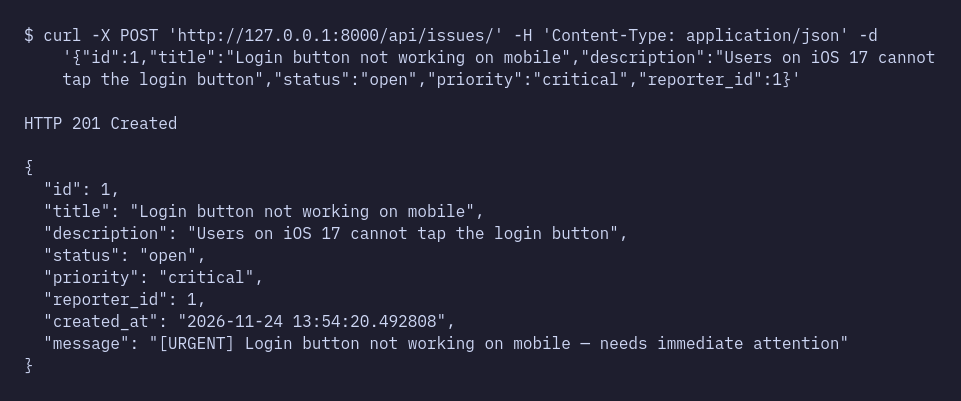 $ curl -X POST 'http://127.0.0.1:8000/api/issues/' -H 'Content-Type: application/json' -d
'{"id":1,"title":"Login button not working on mobile","description":"Users on iOS 17 cannot
tap the login button","status":"open","priority":"critical","reporter_id":1}'
HTTP 201 Created
{
"id": 1,
"title": "Login button not working on mobile",
"description": "Users on iOS 17 cannot tap the login button",
"status": "open",
"priority": "critical",
"reporter_id": 1,
"created_at": "2026-11-24 13:54:20.492808",
"message": "[URGENT] Login button not working on mobile — needs immediate attention"
}